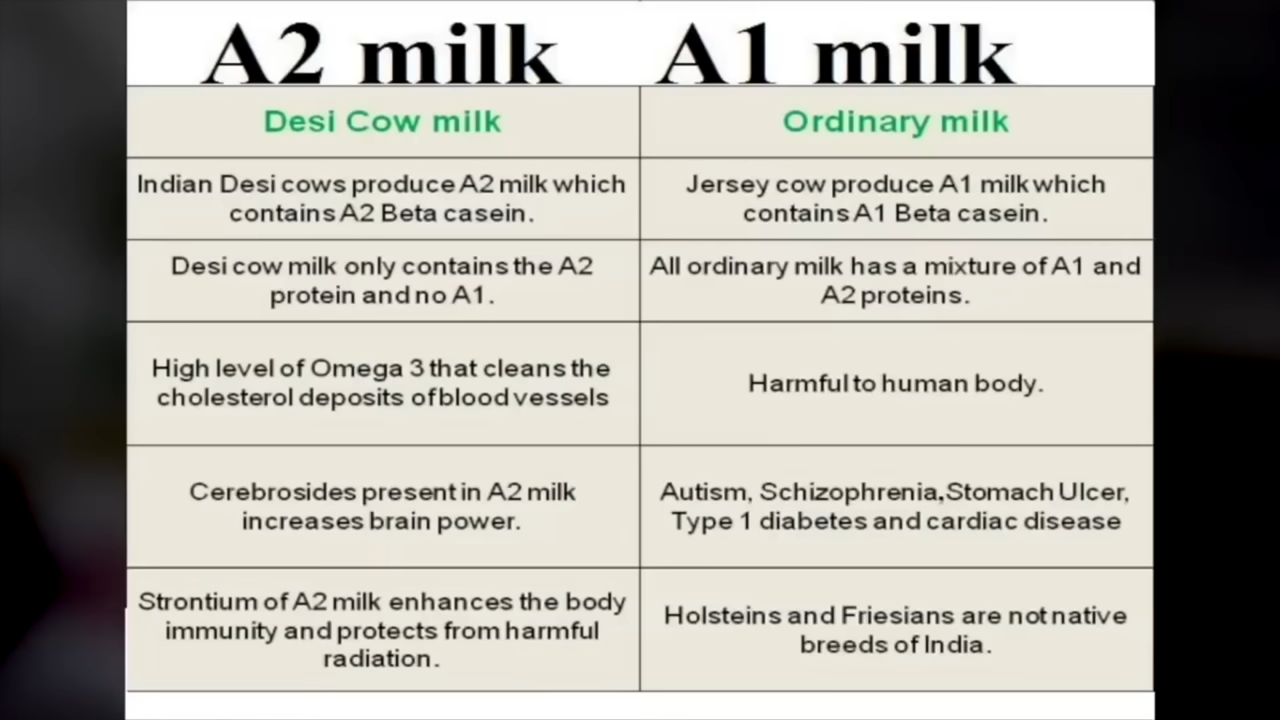 A2 milk A1 milk
Desi Cow milk
Ordinary milk
Indian Desi cows produce A2 milk which
contains A2 Beta casein.
Jersey cow produce A1 milk which
contains A1 Beta casein.
Desi cow milk only contains the A2
protein and no A1.
All ordinary milk has a mixture of A1 and
A2 proteins.
High level of Omega 3 that cleans the
cholesterol deposits of blood vessels
Harmful to human body.
Cerebrosides present in A2 milk
increases brain power.
Autism, Schizophrenia,Stomach Ulcer,
Type 1 diabetes and cardiac disease
Strontium of A2 milk enhances the body
immunity and protects from harmful
radiation.
Holsteins and Friesians are not native
breeds of India.